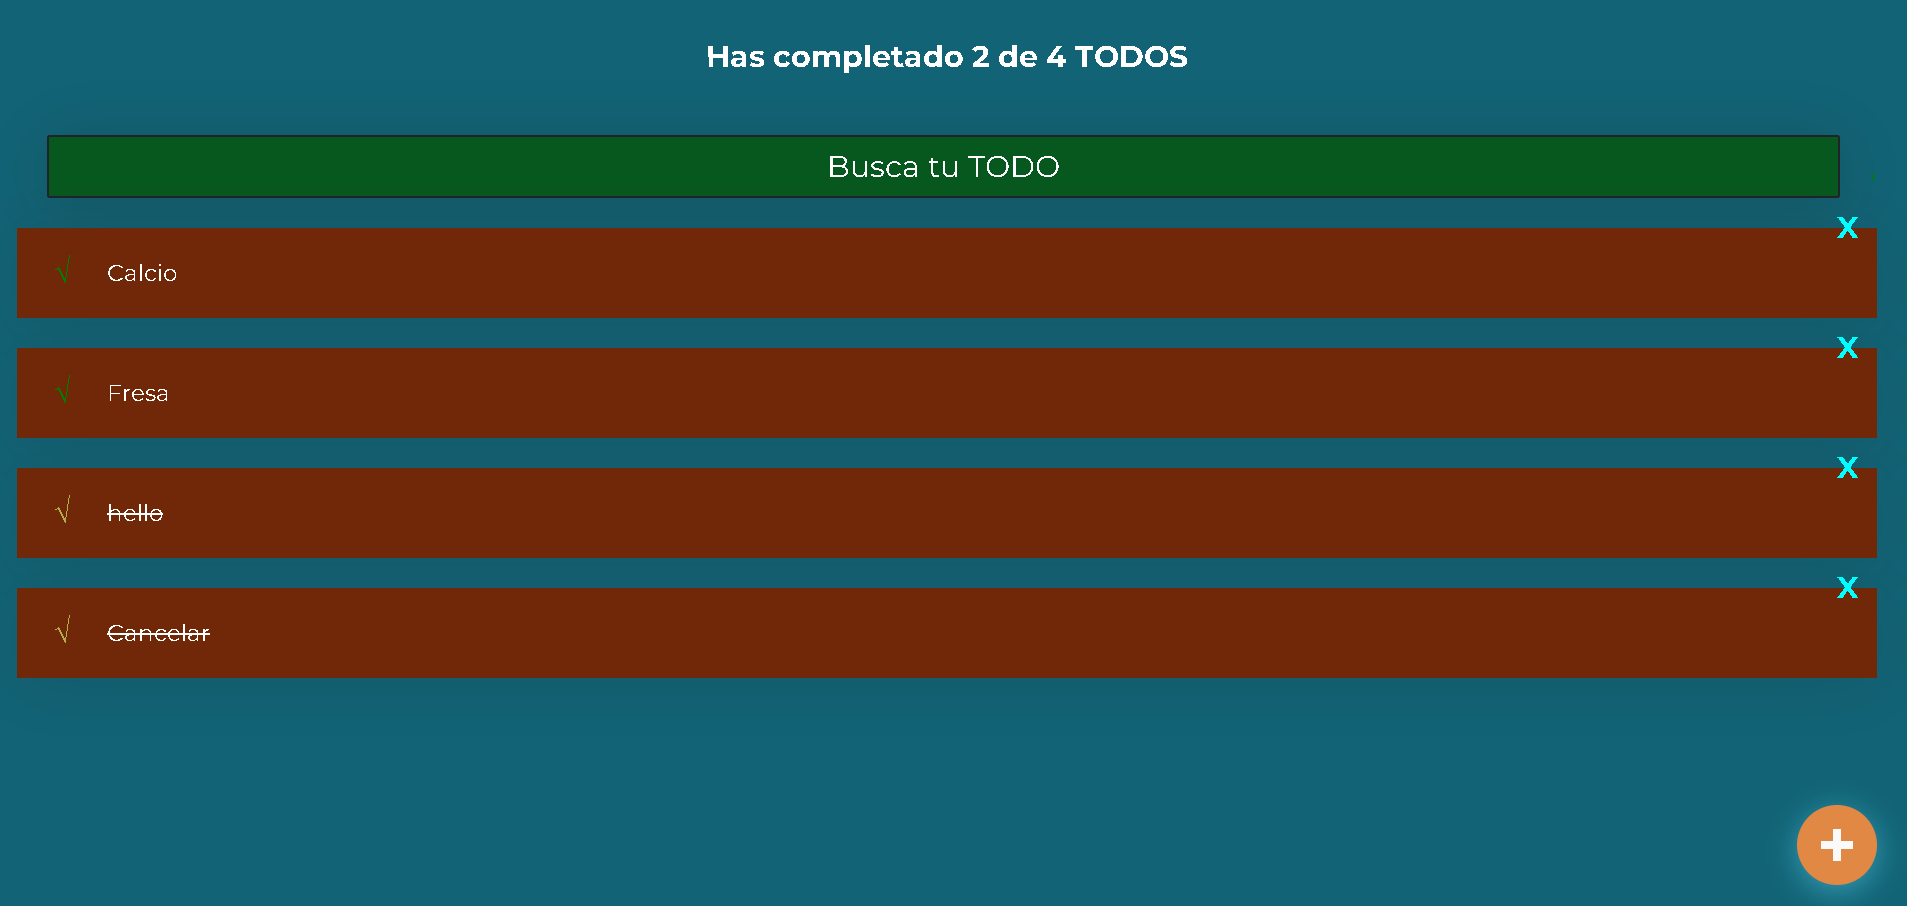 Has completado 2 de 4 TODOS
Busca tu TODO
X
√ Calcio
X
√ Fresa
X
√ hello
X
√ Cancelar
+